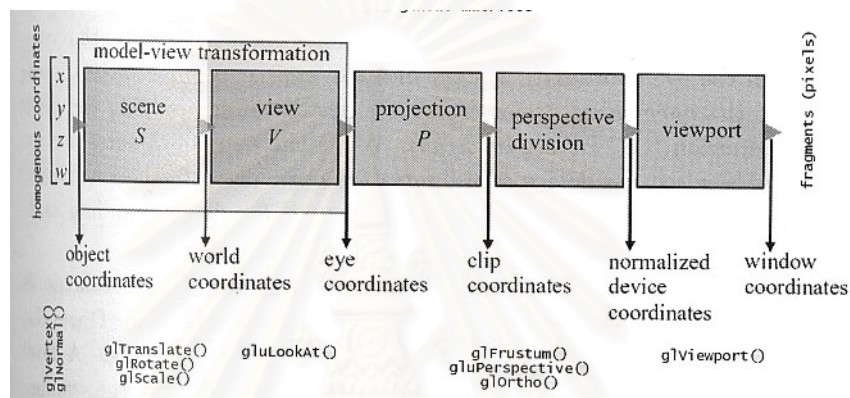 model-view transformation
homogenous coordinates
x
y
z
w
scene
S
view
V
projection
P
perspective
division
viewport
fragments (pixels)
object
coordinates
world
coordinates
eye
coordinates
clip
coordinates
normalized
device
coordinates
window
coordinates
glVertex()
glNormal()
glTranslate()
glRotate()
glScale()
gluLookAt()
glFrustum()
gluPerspective()
glOrtho()
glViewport()